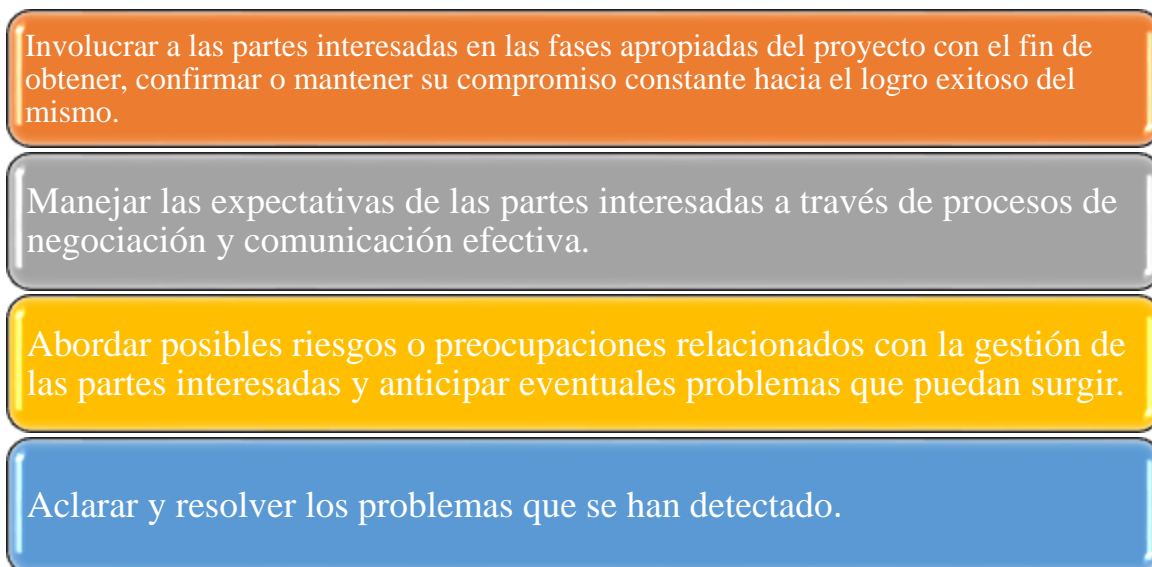 Involucrar a las partes interesadas en las fases apropiadas del proyecto con el fin de
obtener, confirmar o mantener su compromiso constante hacia el logro exitoso del
mismo.
Manejar las expectativas de las partes interesadas a través de procesos de
negociación y comunicación efectiva.
Abordar posibles riesgos o preocupaciones relacionados con la gestión de
las partes interesadas y anticipar eventuales problemas que puedan surgir.
Aclarar y resolver los problemas que se han detectado.